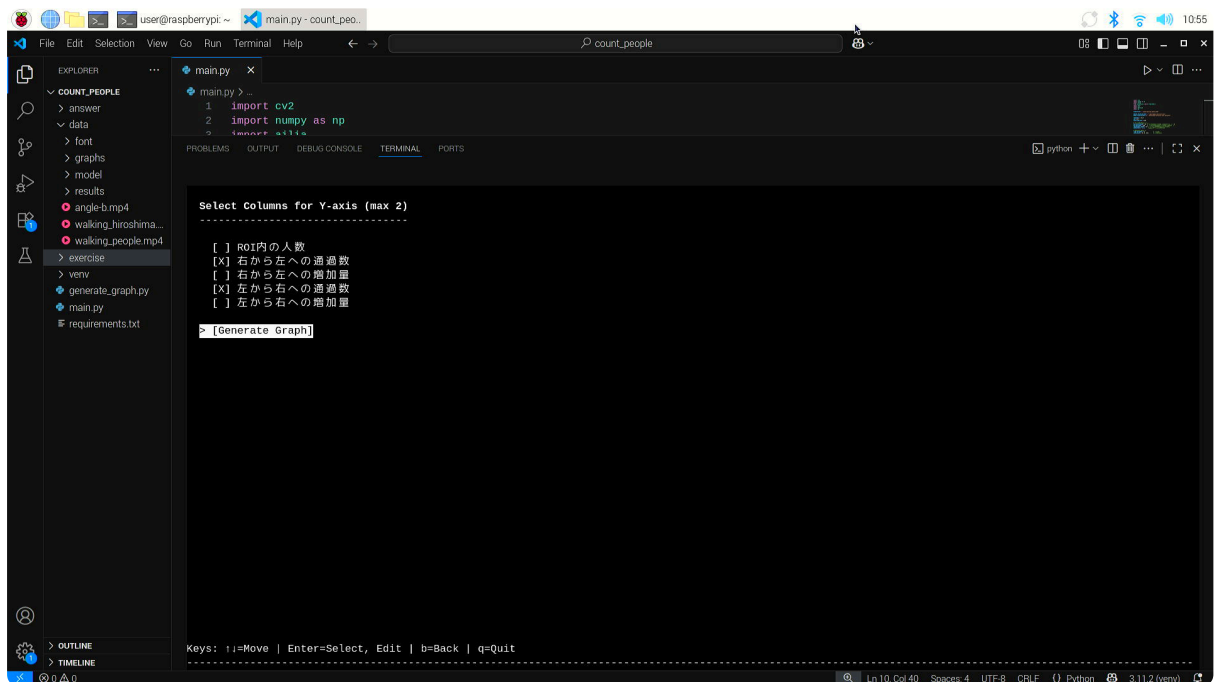 user@raspberrypi: ~
main.py - count_peo..
10:55
File Edit Selection View Go Run Terminal Help
count_people
EXPLORER
main.py
COUNT_PEOPLE
answer
data
font
graphs
model
results
angle-b.mp4
walking_hiroshima....
walking_people.mp4
exercise
venv
generate_graph.py
main.py
requirements.txt
OUTLINE
TIMELINE
main.py > ...
1 import cv2
2 import numpy as np
3 import ailia
PROBLEMS OUTPUT DEBUG CONSOLE TERMINAL PORTS
python
Select Columns for Y-axis (max 2)
---------------------------------
[ ] ROI内の人数
[X] 右から左への通過数
[ ] 右から左への増加量
[X] 左から右への通過数
[ ] 左から右への増加量
> [Generate Graph]
Keys: ↑↓=Move | Enter=Select, Edit | b=Back | q=Quit
0 0
Ln 10, Col 40 Spaces: 4 UTF-8 CRLF {} Python 3.11.2 (venv)